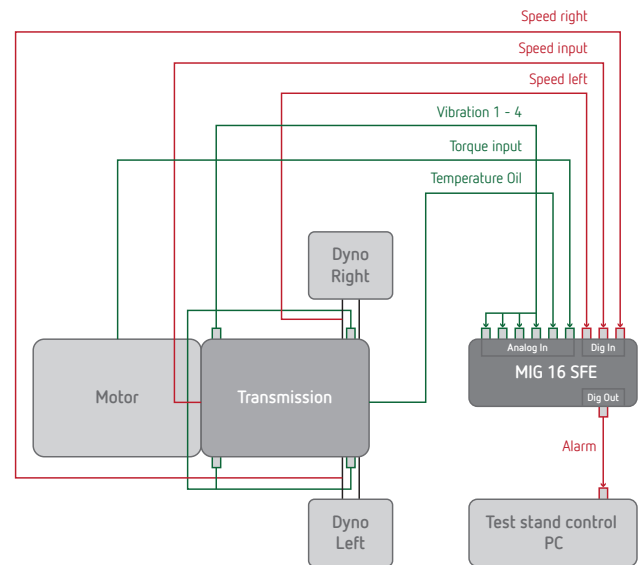 Speed right
Speed input
Speed left
Vibration 1 - 4
Torque input
Temperature Oil
Dyno
Right
Analog In
Dig In
MIG 16 SFE
Dig Out
Motor
Transmission
Alarm
Dyno
Left
Test stand control
PC